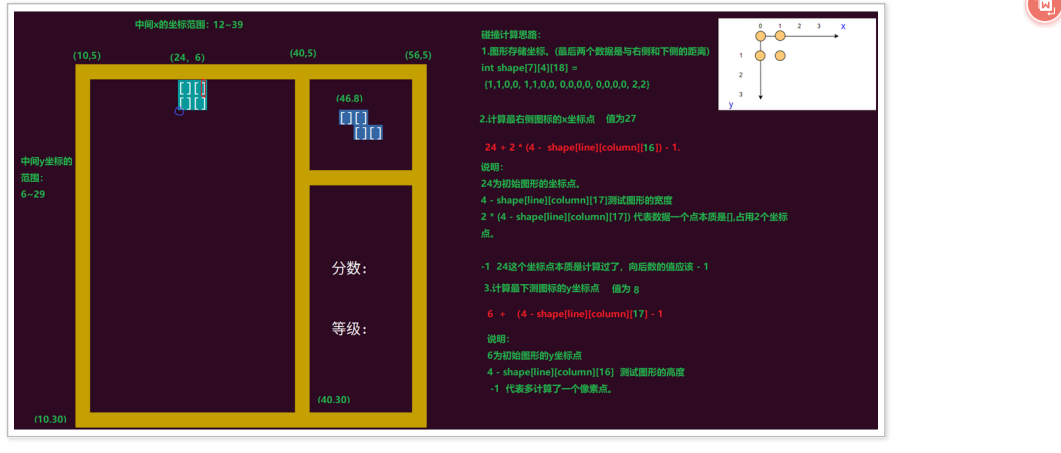 中间x的坐标范围：12~39
(10,5)
(24，6)
(40,5)
(56,5)
[][]
[][]
(46.8)
[][]
[][]
中间y坐标的
范围：
6~29
分数：
等级：
(40.30)
(10.30)
碰撞计算思路：
1.图形存储坐标。(最后两个数据是与右侧和下侧的距离)
int shape[7][4][18] =
{1,1,0,0, 1,1,0,0, 0,0,0,0, 0,0,0,0, 2,2}
2.计算最右侧图标的x坐标点 值为27
24 + 2 * (4 - shape[line][column][16]) - 1.
说明：
24为初始图形的坐标点。
4 - shape[line][column][17]测试图形的宽度
2 * (4 - shape[line][column][17]) 代表数据一个点本质是[],占用2个坐标
点。
-1 24这个坐标点本质是计算过了，向后数的值应该 - 1
3.计算最下测图标的y坐标点 值为 8
6 + (4 - shape[line][column][17] - 1
说明：
6为初始图形的y坐标点
4 - shape[line][column][16] 测试图形的高度
-1 代表多计算了一个像素点。
0 1 2 3 x
1
2
3
y